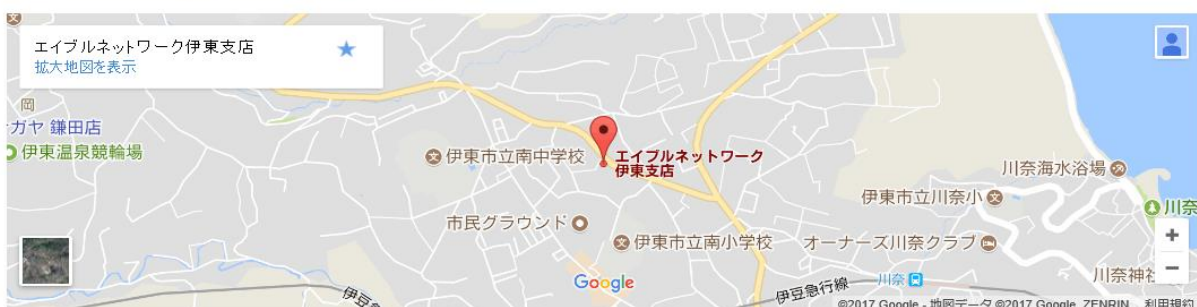 エイブルネットワーク伊東支店
拡大地図を表示
岡
ガヤ 鎌田店
伊東温泉競輪場
伊東市立南中学校
エイブルネットワーク
伊東支店
川奈海水浴場
伊東市立川奈小
川奈
市民グラウンド
伊東市立南小学校
オーナーズ川奈クラブ
+
Google
川奈
川奈神社
−
伊豆急行線
©2017 Google - 地図データ ©2017 Google, ZENRIN
利用規約